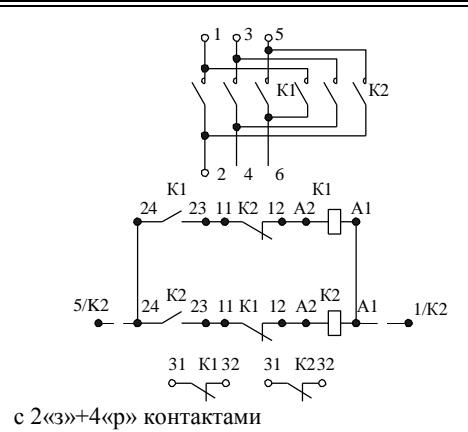 1 3 5
К1 К2
2 4 6
К1 К1
24 23 11 К2 12 А2 А1
К2 К2
5/К2 24 23 11 К1 12 А2 А1 1/К2
31 К1 32 31 К2 32
с 2«з»+4«р» контактами